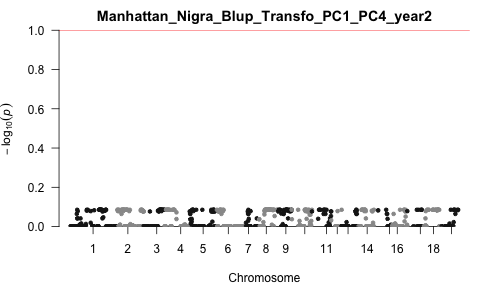 Manhattan_Nigra_Blup_Transfo_PC1_PC4_year2
1.0
0.8
0.6
0.4
0.2
0.0
− log10(p)
1 2 3 4 5 6 7 8 9 11 14 16 18
Chromosome